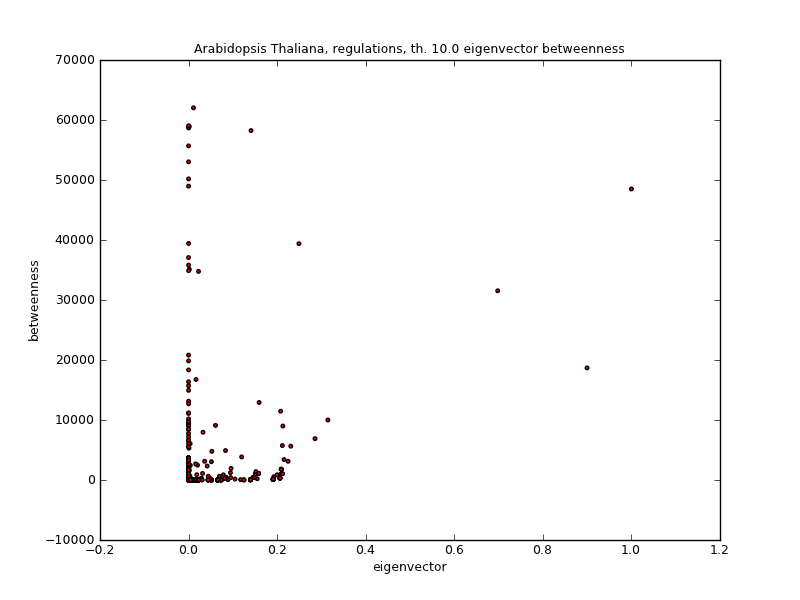 Arabidopsis Thaliana, regulations, th. 10.0 eigenvector betweenness
70000
60000
50000
40000
30000
20000
10000
0
−10000
betweenness
−0.2 0.0 0.2 0.4 0.6 0.8 1.0 1.2
eigenvector